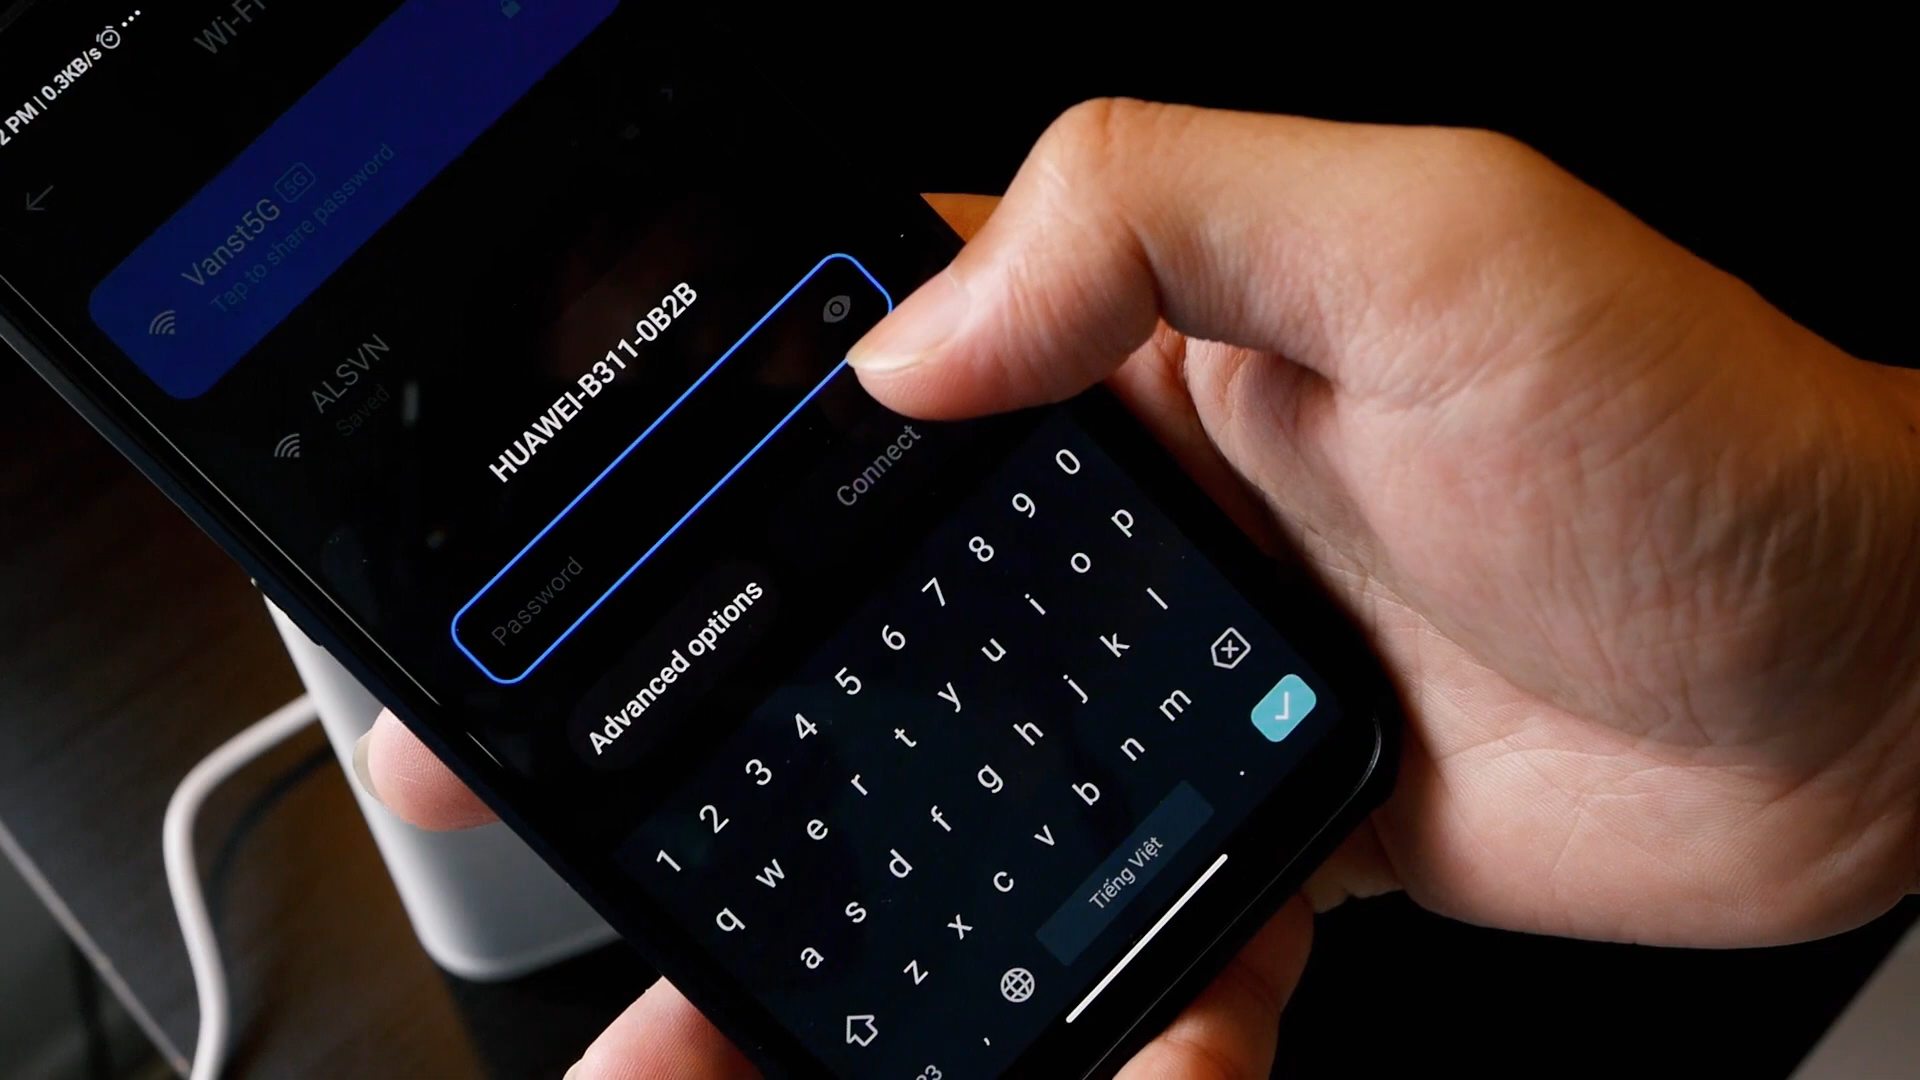 2 PM | 0.3KB/s ...
Wi-Fi
Vanst5G 5G
Tap to share password
ALSVN
Saved
HUAWEI-B311-0B2B
Password
Connect
Advanced options
1 2 3 4 5 6 7 8 9 0
q w e r t y u i o p
a s d f g h j k l
z x c v b n m
, Tiếng Việt .